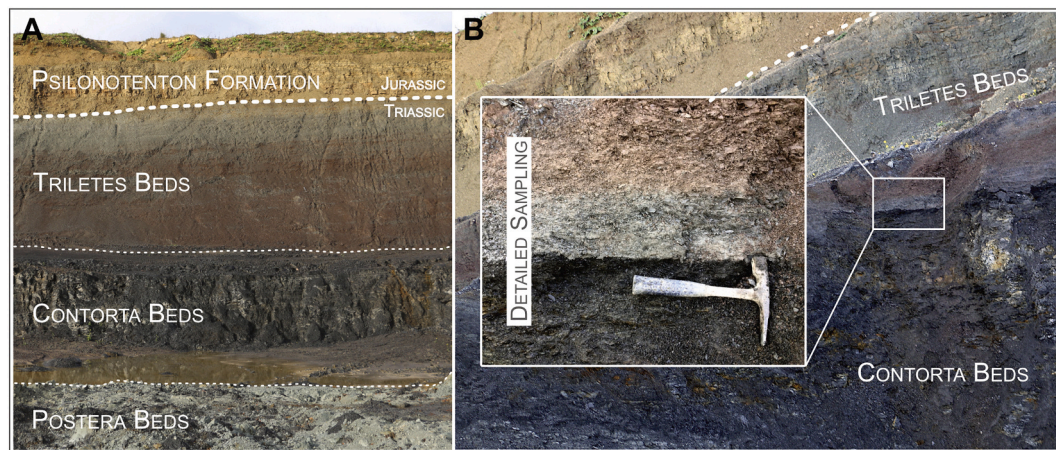 A
PSILONOTENTON FORMATION
JURASSIC
TRIASSIC
TRILETES BEDS
CONTORTA BEDS
POSTERA BEDS
B
TRILETES BEDS
DETAILED SAMPLING
CONTORTA BEDS